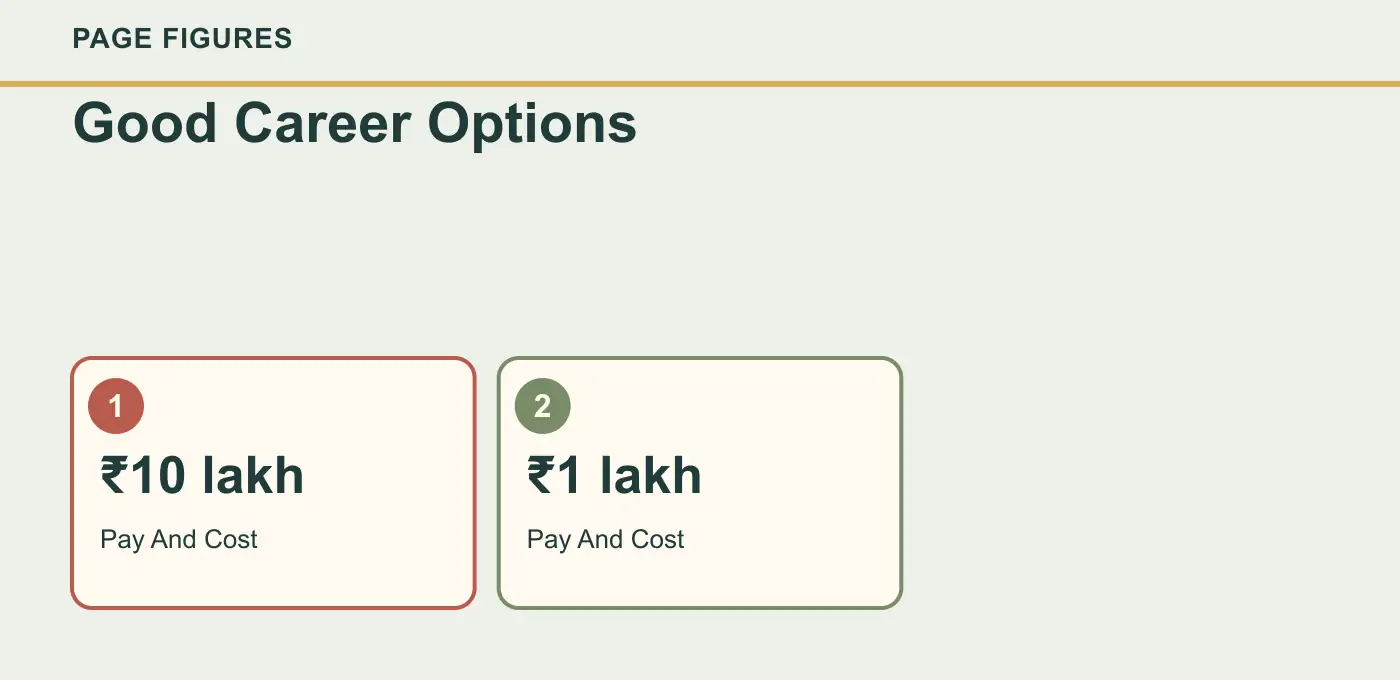 PAGE FIGURES
Good Career Options
1
₹10 lakh
Pay And Cost
2
₹1 lakh
Pay And Cost